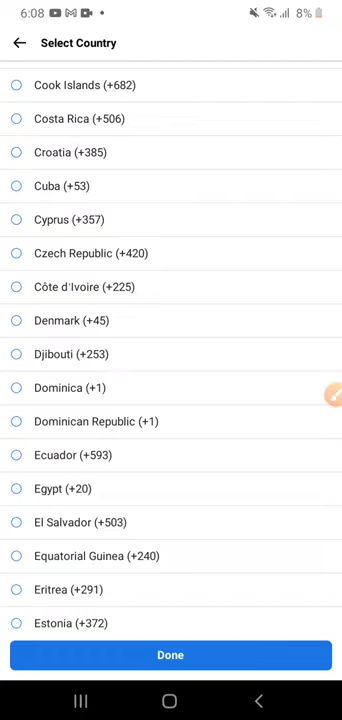 6:08
8%
Select Country
Cook Islands (+682)
Costa Rica (+506)
Croatia (+385)
Cuba (+53)
Cyprus (+357)
Czech Republic (+420)
Côte d'Ivoire (+225)
Denmark (+45)
Djibouti (+253)
Dominica (+1)
Dominican Republic (+1)
Ecuador (+593)
Egypt (+20)
El Salvador (+503)
Equatorial Guinea (+240)
Eritrea (+291)
Estonia (+372)
Done